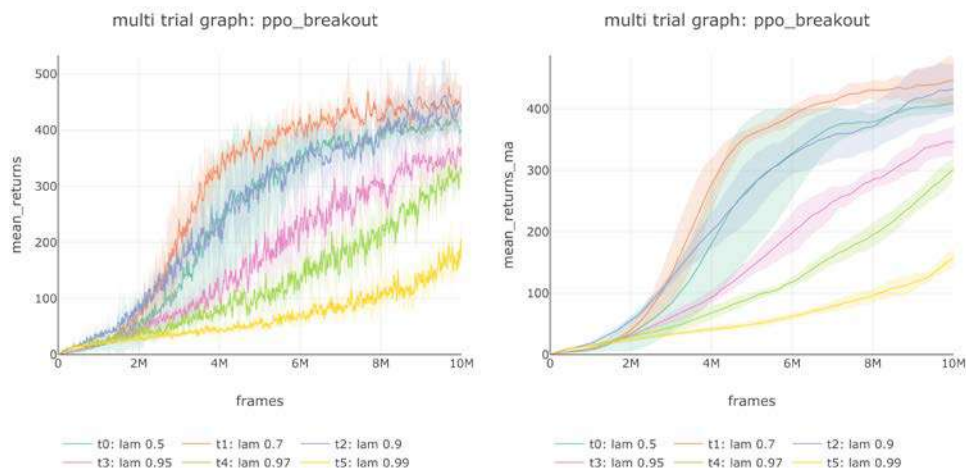 multi trial graph: ppo_breakout
mean_returns
500
400
300
200
100
0
0 2M 4M 6M 8M 10M
frames
t0: lam 0.5 t1: lam 0.7 t2: lam 0.9
t3: lam 0.95 t4: lam 0.97 t5: lam 0.99
multi trial graph: ppo_breakout
mean_returns_ma
400
300
200
100
0
0 2M 4M 6M 8M 10M
frames
t0: lam 0.5 t1: lam 0.7 t2: lam 0.9
t3: lam 0.95 t4: lam 0.97 t5: lam 0.99